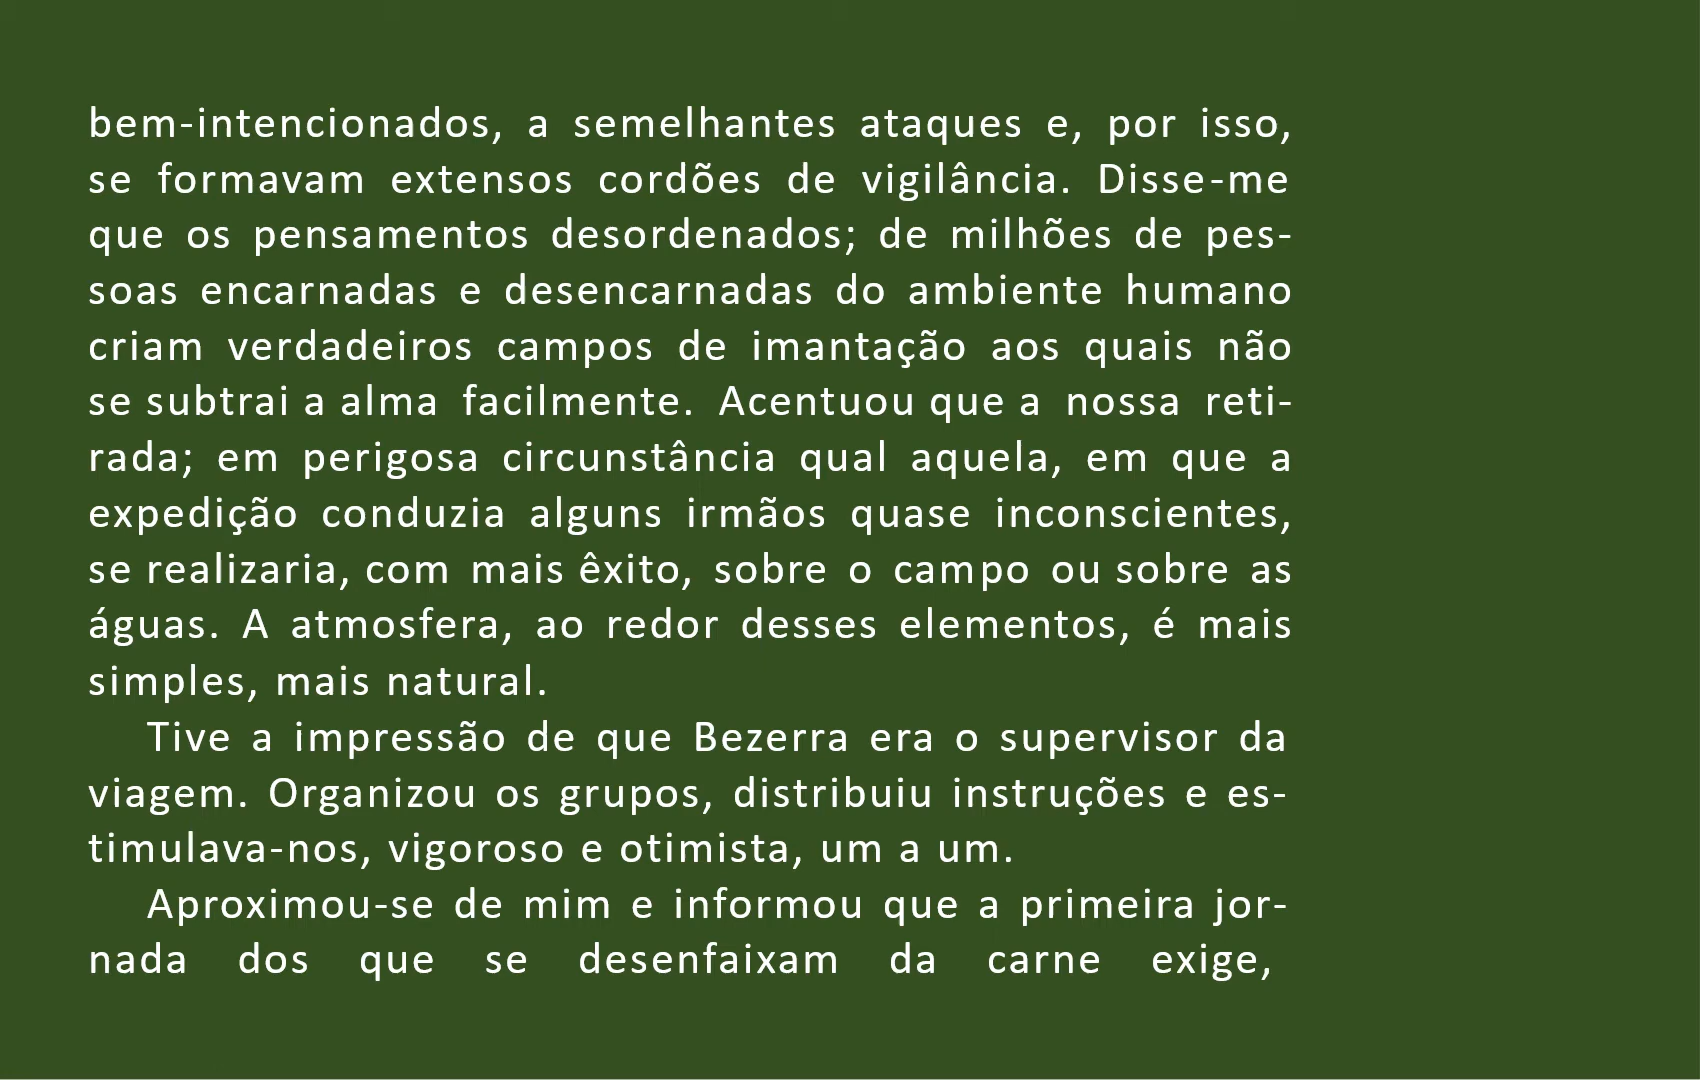 bem-intencionados, a semelhantes ataques e, por isso,
se formavam extensos cordões de vigilância. Disse-me
que os pensamentos desordenados; de milhões de pes-
soas encarnadas e desencarnadas do ambiente humano
criam verdadeiros campos de imantação aos quais não
se subtrai a alma facilmente. Acentuou que a nossa reti-
rada; em perigosa circunstância qual aquela, em que a
expedição conduzia alguns irmãos quase inconscientes,
se realizaria, com mais êxito, sobre o campo ou sobre as
águas. A atmosfera, ao redor desses elementos, é mais
simples, mais natural.
Tive a impressão de que Bezerra era o supervisor da
viagem. Organizou os grupos, distribuiu instruções e es-
timulava-nos, vigoroso e otimista, um a um.
Aproximou-se de mim e informou que a primeira jor-
nada dos que se desenfaixam da carne exige,